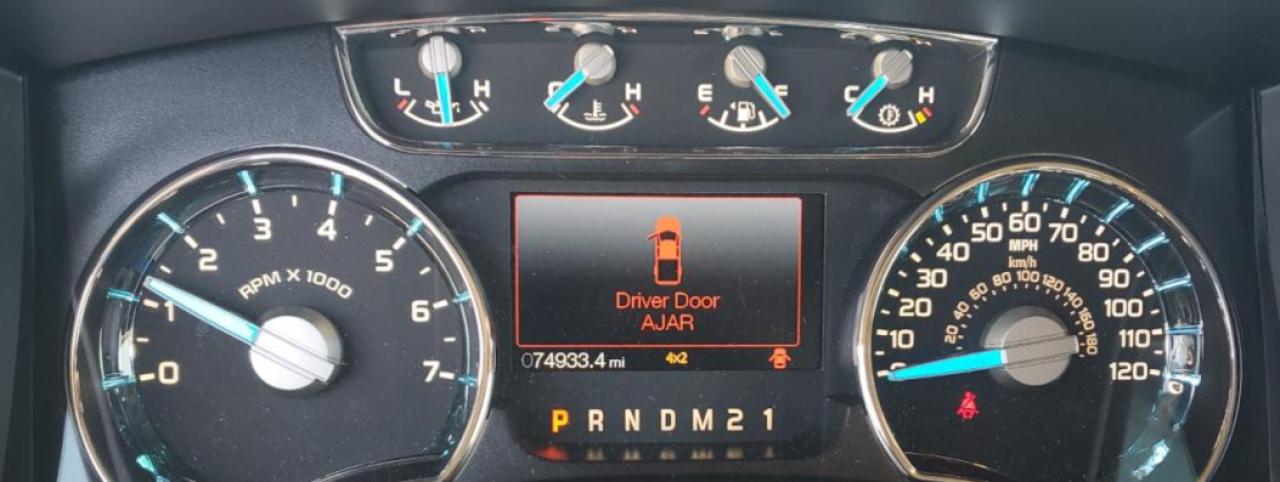 L H
C H
E F
C H
0 1 2 3 4 5 6 7
RPM X 1000
Driver Door
AJAR
074933.4 mi
4x2
P R N D M 2 1
0 10 20 30 40 50 60 70 80 90 100 110 120
MPH
km/h
20 40 60 80 100 120 140 160 180